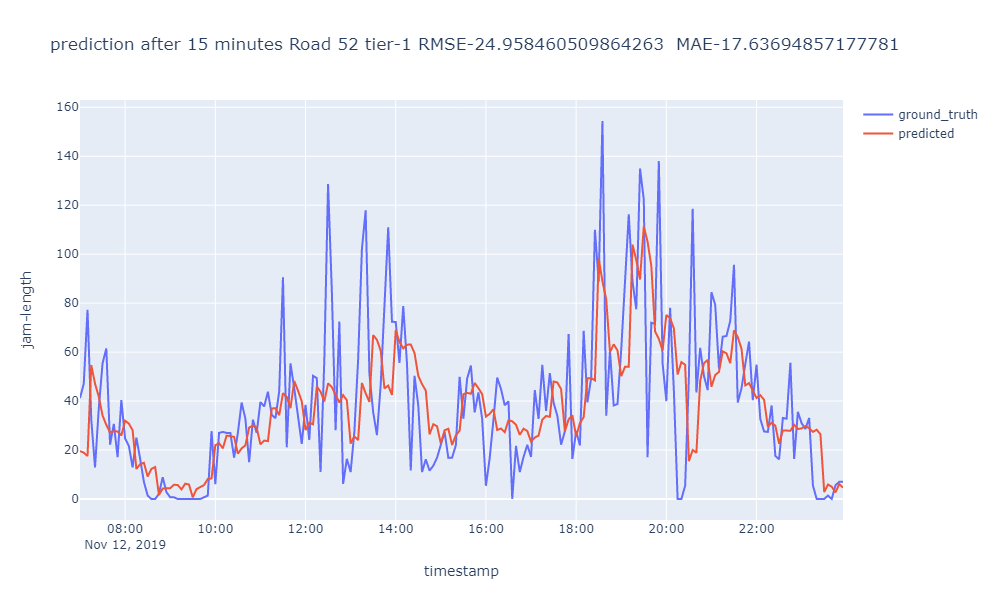 prediction after 15 minutes Road 52 tier-1 RMSE-24.958460509864263  MAE-17.63694857177781
ground_truth
predicted
160
140
120
100
80
60
40
20
0
jam-length
08:00 10:00 12:00 14:00 16:00 18:00 20:00 22:00
Nov 12, 2019
timestamp